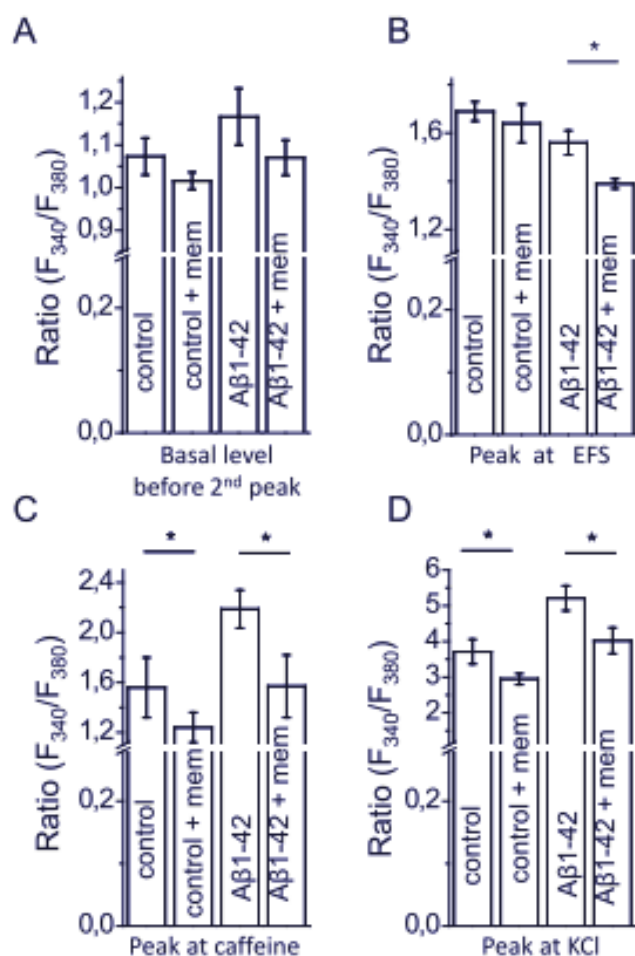 A
Ratio (F340/F380)
1,2
1,1
1,0
0,9
0,2
0,0
control
control + mem
Aβ1-42
Aβ1-42 + mem
Basal level
before 2nd peak
B
*
Ratio (F340/F380)
1,6
1,2
0,2
0,0
control
control + mem
Aβ1-42
Aβ1-42 + mem
Peak at EFS
C
* *
Ratio (F340/F380)
2,4
2,0
1,6
1,2
0,2
0,0
control
control + mem
Aβ1-42
Aβ1-42 + mem
Peak at caffeine
D
* *
Ratio (F340/F380)
6
5
4
3
2
0,2
0,0
control
control + mem
Aβ1-42
Aβ1-42 + mem
Peak at KCl